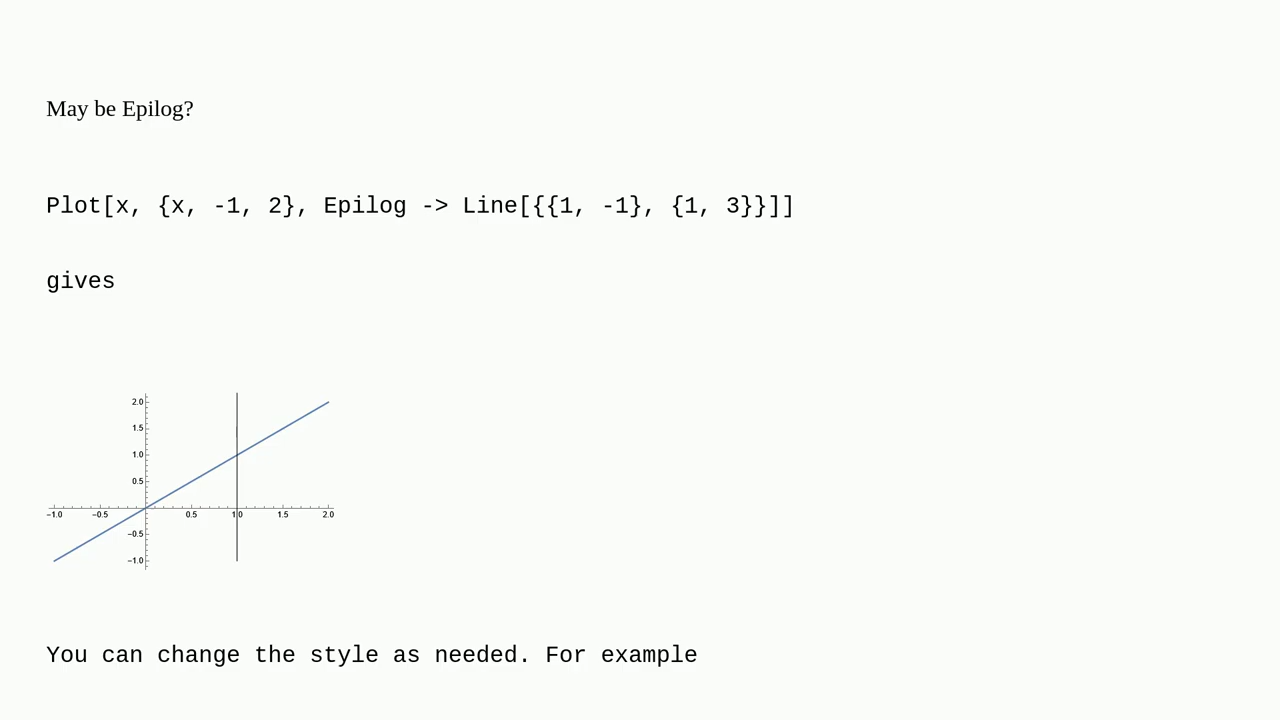 May be Epilog?
Plot[x, {x, -1, 2}, Epilog -> Line[{{1, -1}, {1, 3}}]]
gives
2.0
1.5
1.0
0.5
−1.0 −0.5 0.5 1.0 1.5 2.0
−0.5
−1.0
You can change the style as needed. For example